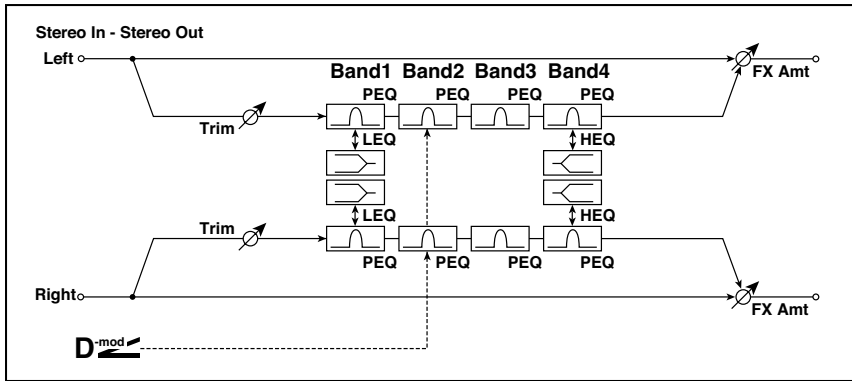 Stereo In - Stereo Out
Left
FX Amt
Band1 Band2 Band3 Band4
PEQ PEQ PEQ PEQ
Trim
LEQ HEQ
LEQ HEQ
Trim
PEQ PEQ PEQ PEQ
Right
FX Amt
D-mod